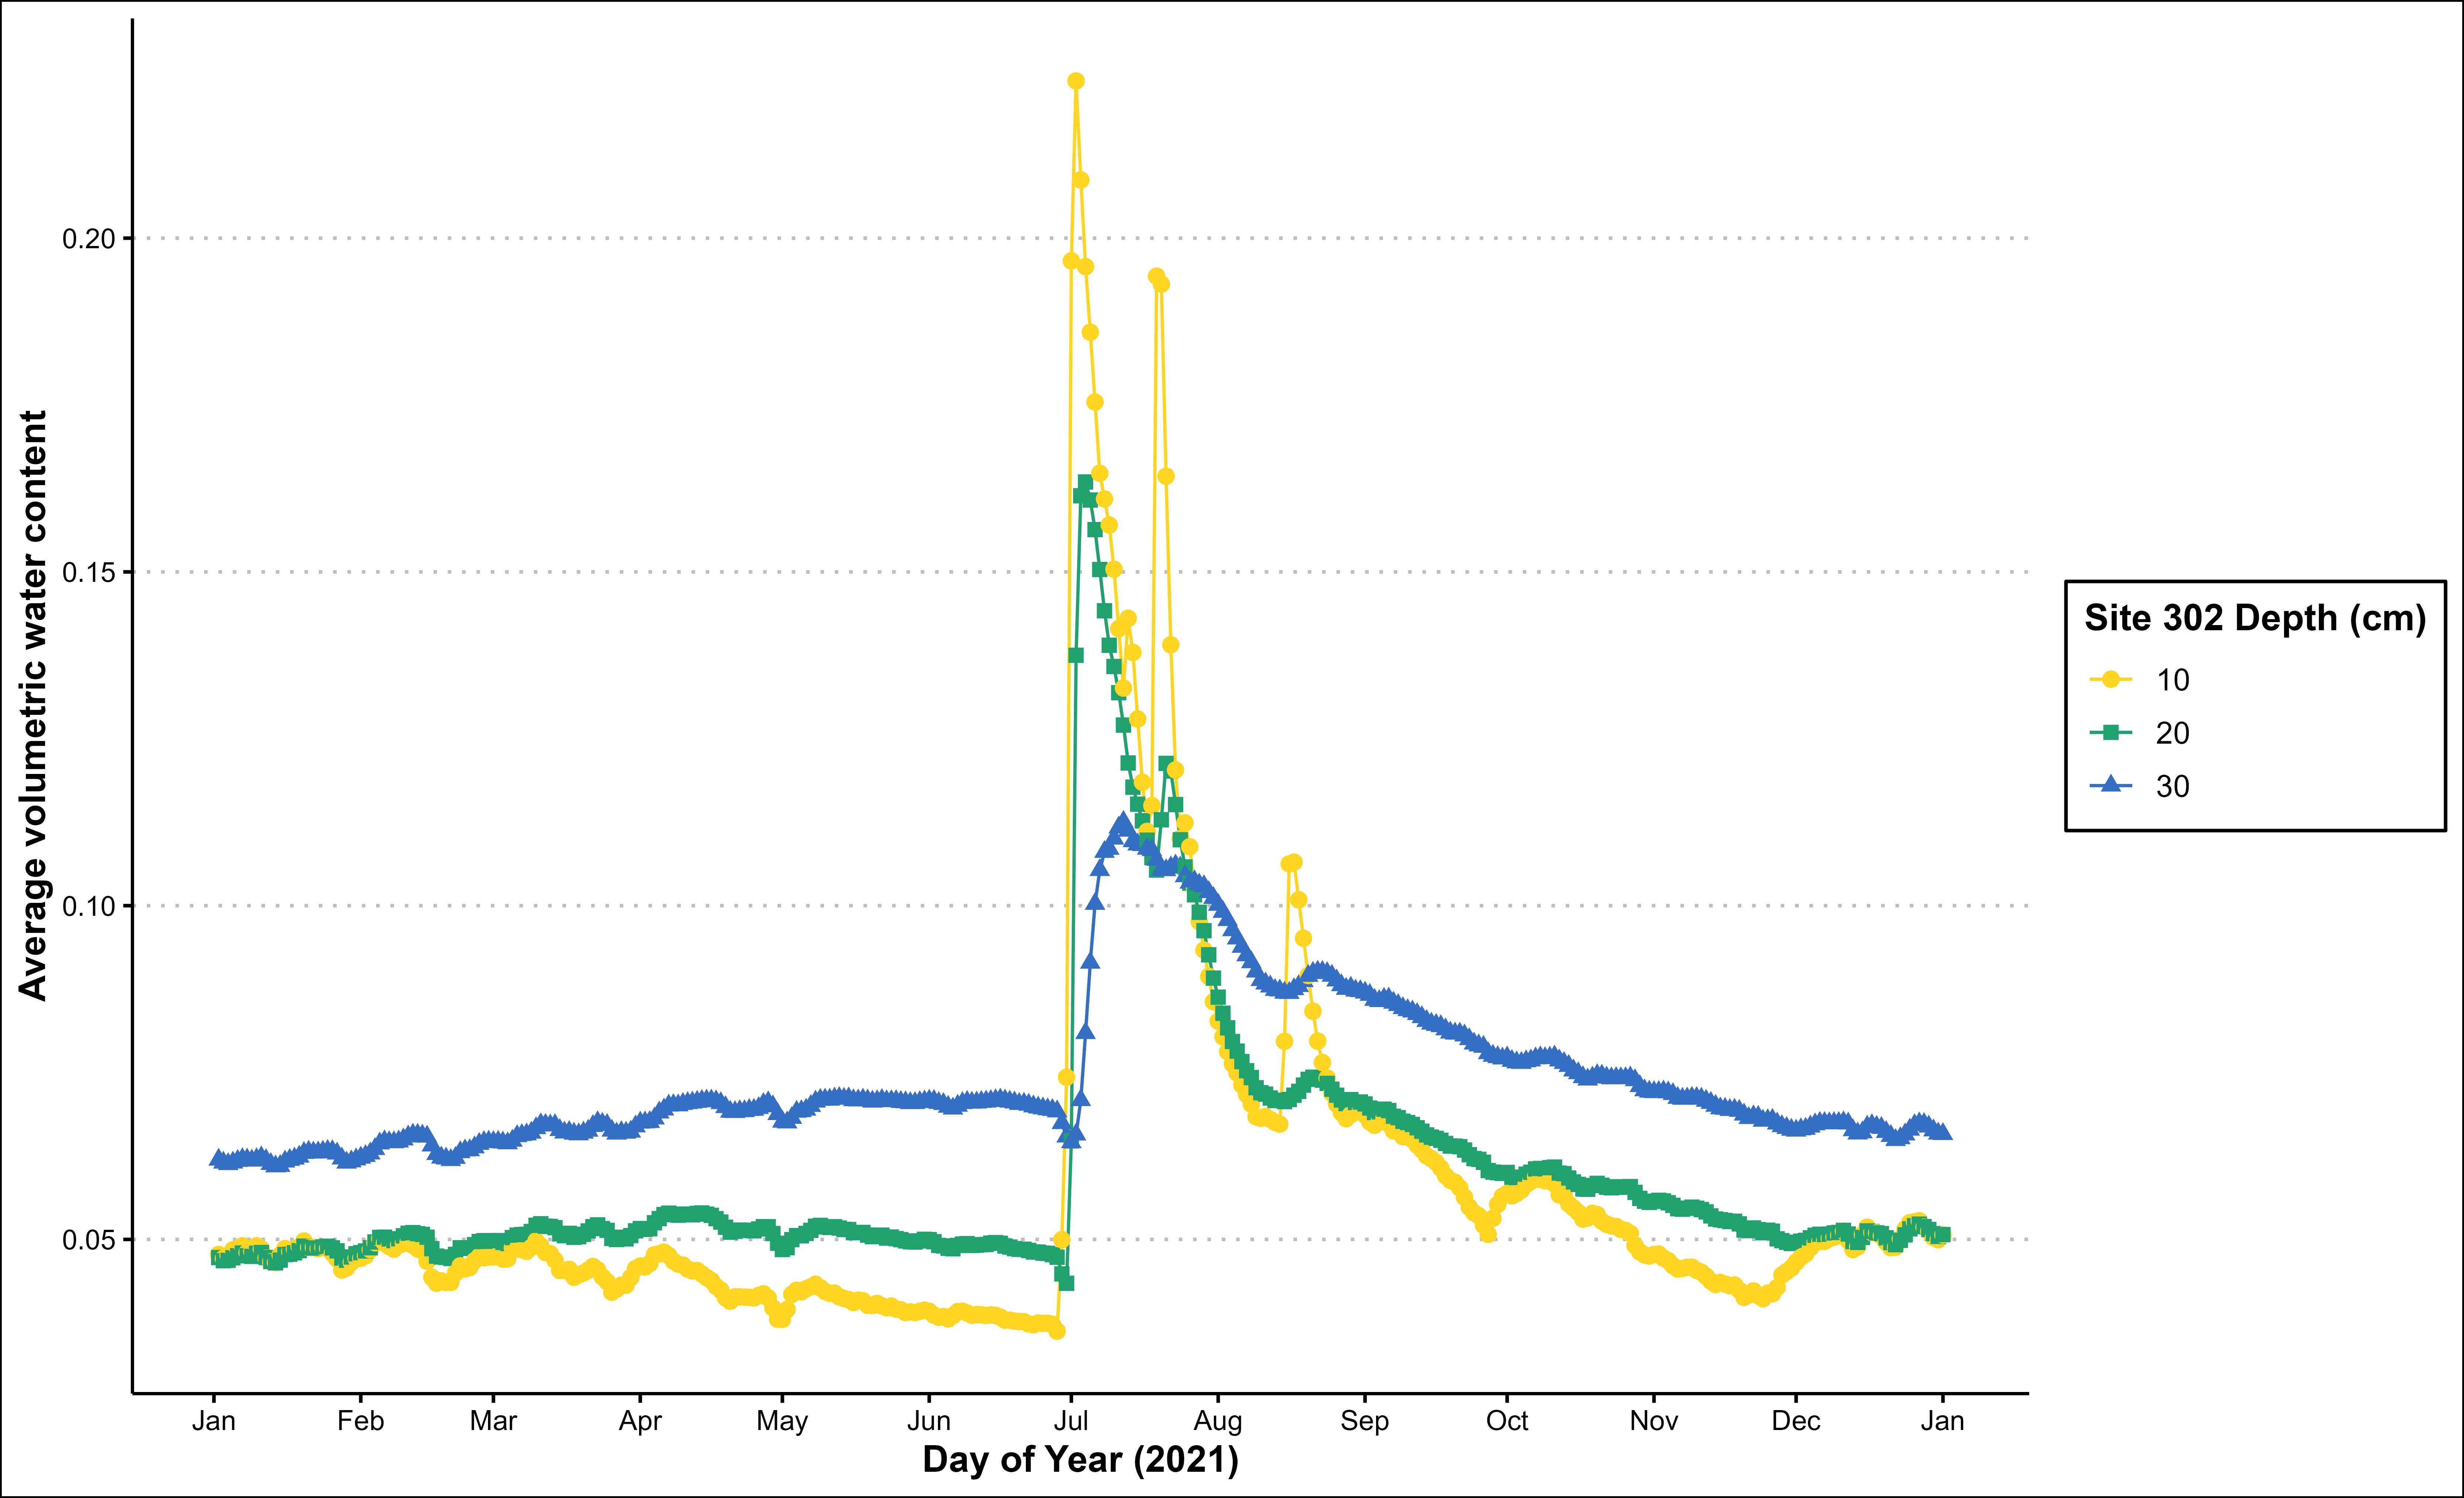 Average volumetric water content
0.20
0.15
0.10
0.05
Jan Feb Mar Apr May Jun Jul Aug Sep Oct Nov Dec Jan
Day of Year (2021)
Site 302 Depth (cm)
10
20
30